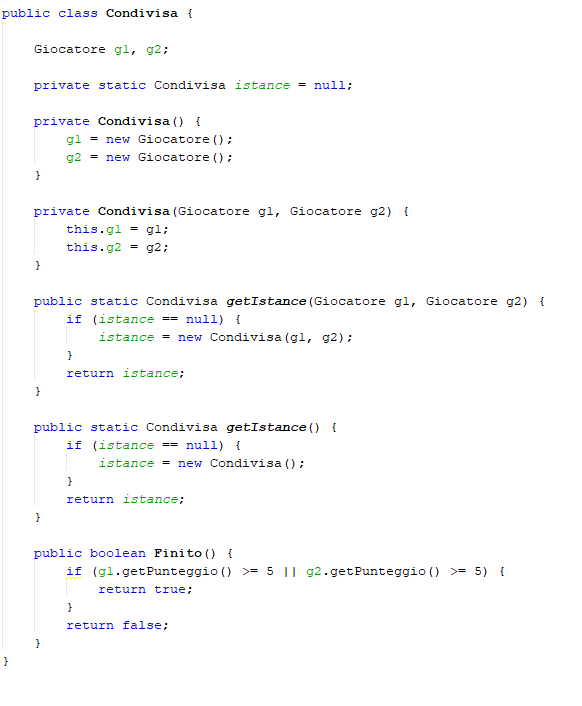 public class Condivisa {
Giocatore g1, g2;
private static Condivisa istance = null;
private Condivisa() {
g1 = new Giocatore();
g2 = new Giocatore();
}
private Condivisa(Giocatore g1, Giocatore g2) {
this.g1 = g1;
this.g2 = g2;
}
public static Condivisa getIstance(Giocatore g1, Giocatore g2) {
if (istance == null) {
istance = new Condivisa(g1, g2);
}
return istance;
}
public static Condivisa getIstance() {
if (istance == null) {
istance = new Condivisa();
}
return istance;
}
public boolean Finito() {
if (g1.getPunteggio() >= 5 || g2.getPunteggio() >= 5) {
return true;
}
return false;
}
}